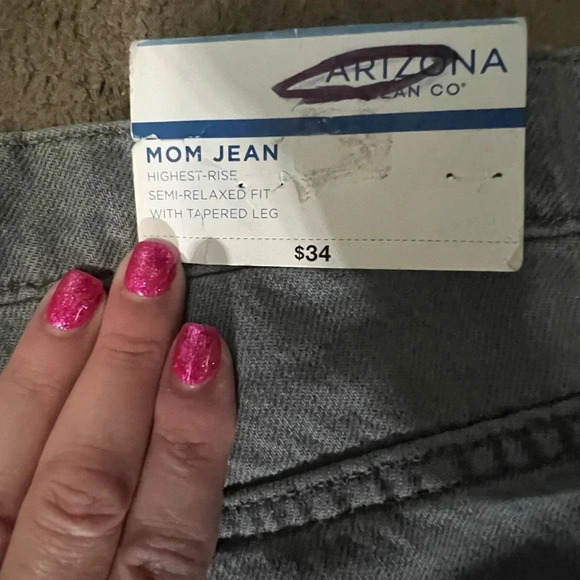 ARIZONA
JEAN CO®
MOM JEAN
HIGHEST-RISE
SEMI-RELAXED FIT
WITH TAPERED LEG
$34